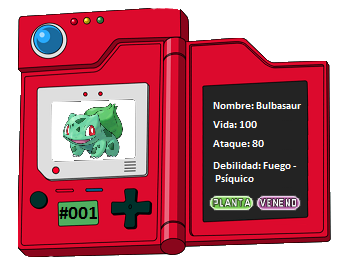 Nombre: Bulbasaur
Vida: 100
Ataque: 80
Debilidad: Fuego -
Psíquico
PLANTA VENENO
#001